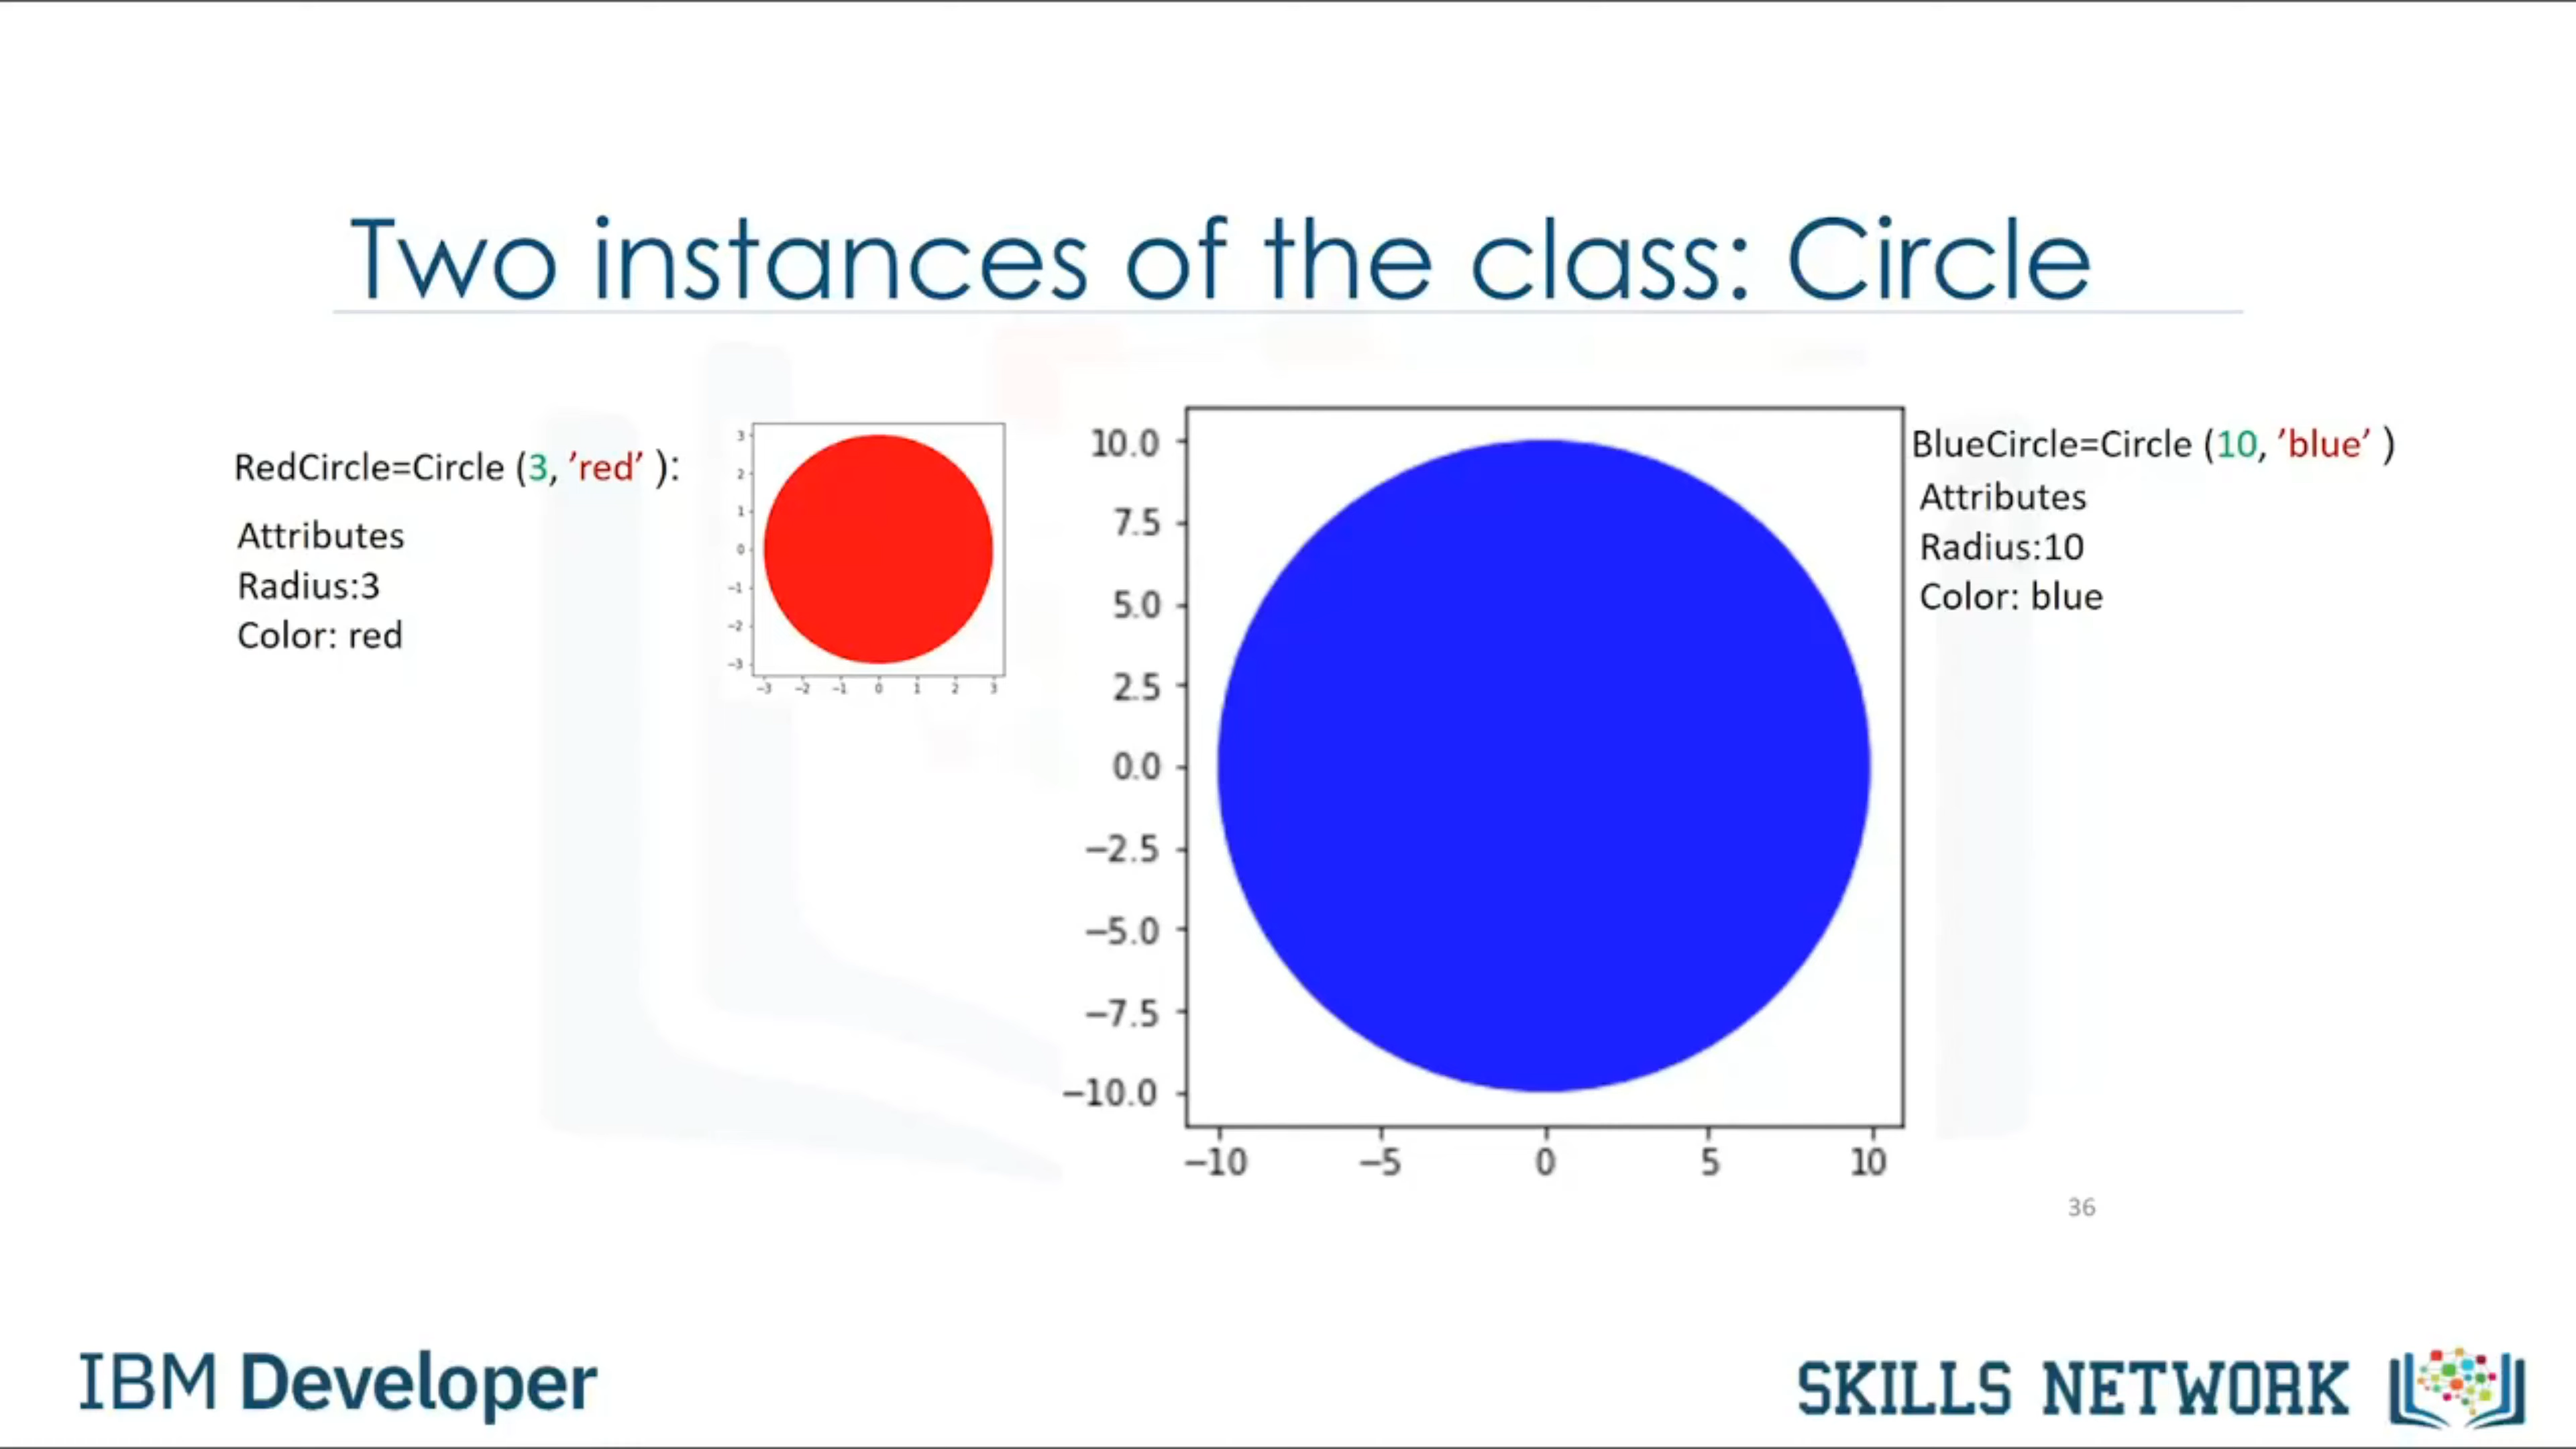 Two instances of the class: Circle
RedCircle=Circle (3, ’red’ ):
Attributes
Radius:3
Color: red
3
2
1
0
−1
−2
−3
−3 −2 −1 0 1 2 3
10.0
7.5
5.0
2.5
0.0
−2.5
−5.0
−7.5
−10.0
−10 −5 0 5 10
BlueCircle=Circle (10, ’blue’ )
Attributes
Radius:10
Color: blue
36
IBM Developer
SKILLS NETWORK